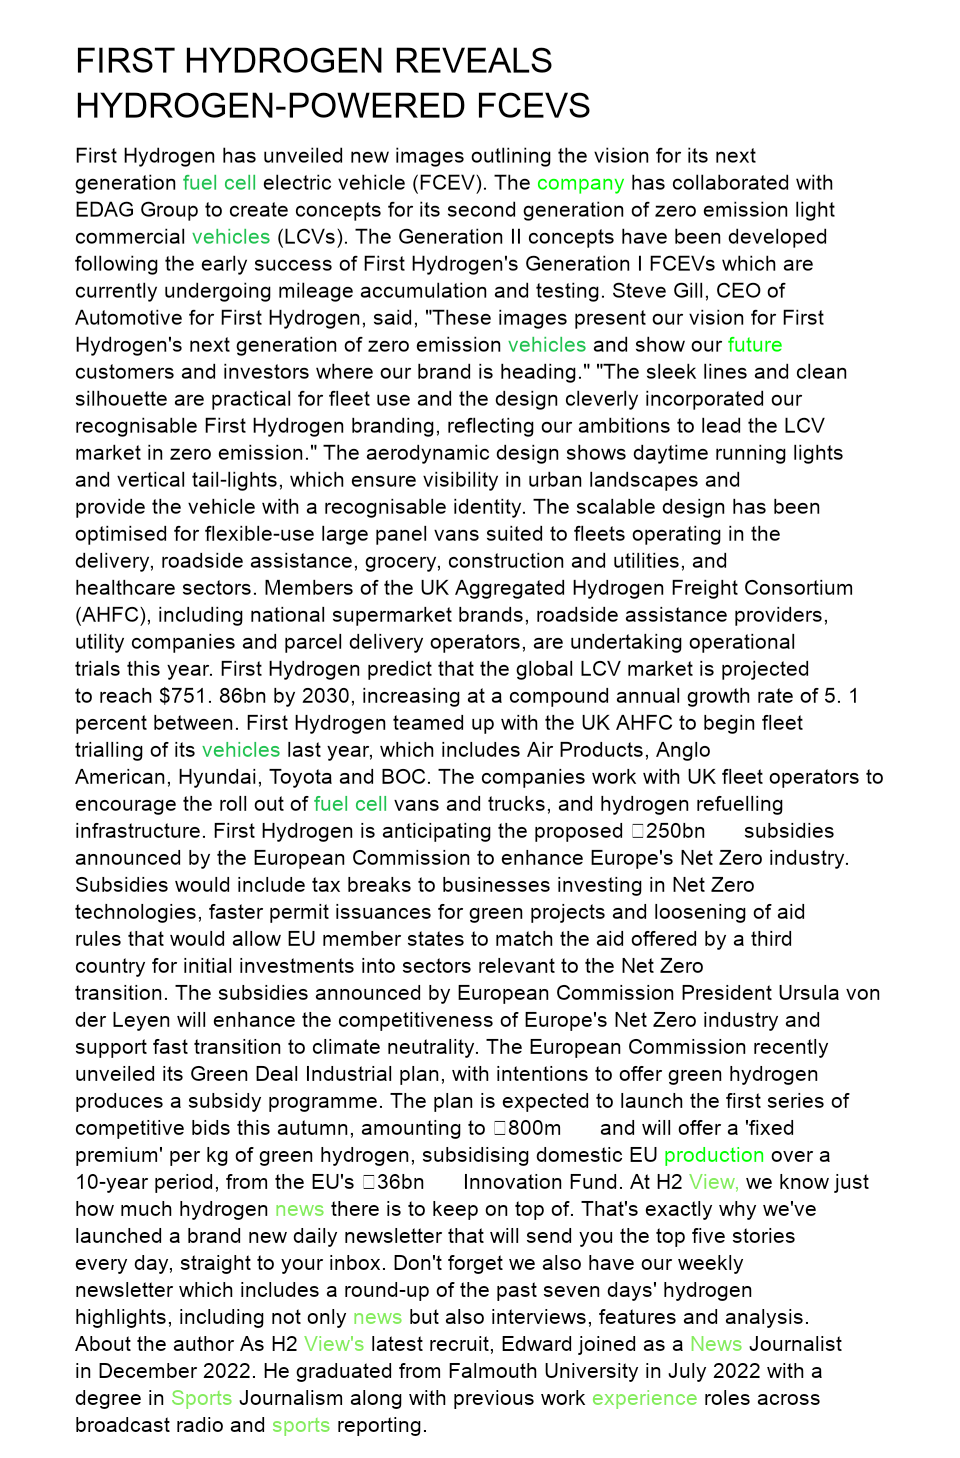 FIRST HYDROGEN REVEALS
HYDROGEN-POWERED FCEVS
First Hydrogen has unveiled new images outlining the vision for its next
generation fuel cell electric vehicle (FCEV). The company has collaborated with
EDAG Group to create concepts for its second generation of zero emission light
commercial vehicles (LCVs). The Generation II concepts have been developed
following the early success of First Hydrogen's Generation I FCEVs which are
currently undergoing mileage accumulation and testing. Steve Gill, CEO of
Automotive for First Hydrogen, said, "These images present our vision for First
Hydrogen's next generation of zero emission vehicles and show our future
customers and investors where our brand is heading." "The sleek lines and clean
silhouette are practical for fleet use and the design cleverly incorporated our
recognisable First Hydrogen branding, reflecting our ambitions to lead the LCV
market in zero emission." The aerodynamic design shows daytime running lights
and vertical tail-lights, which ensure visibility in urban landscapes and
provide the vehicle with a recognisable identity. The scalable design has been
optimised for flexible-use large panel vans suited to fleets operating in the
delivery, roadside assistance, grocery, construction and utilities, and
healthcare sectors. Members of the UK Aggregated Hydrogen Freight Consortium
(AHFC), including national supermarket brands, roadside assistance providers,
utility companies and parcel delivery operators, are undertaking operational
trials this year. First Hydrogen predict that the global LCV market is projected
to reach $751. 86bn by 2030, increasing at a compound annual growth rate of 5. 1
percent between. First Hydrogen teamed up with the UK AHFC to begin fleet
trialling of its vehicles last year, which includes Air Products, Anglo
American, Hyundai, Toyota and BOC. The companies work with UK fleet operators to
encourage the roll out of fuel cell vans and trucks, and hydrogen refuelling
infrastructure. First Hydrogen is anticipating the proposed 250bn subsidies
announced by the European Commission to enhance Europe's Net Zero industry.
Subsidies would include tax breaks to businesses investing in Net Zero
technologies, faster permit issuances for green projects and loosening of aid
rules that would allow EU member states to match the aid offered by a third
country for initial investments into sectors relevant to the Net Zero
transition. The subsidies announced by European Commission President Ursula von
der Leyen will enhance the competitiveness of Europe's Net Zero industry and
support fast transition to climate neutrality. The European Commission recently
unveiled its Green Deal Industrial plan, with intentions to offer green hydrogen
produces a subsidy programme. The plan is expected to launch the first series of
competitive bids this autumn, amounting to 800m and will offer a 'fixed
premium' per kg of green hydrogen, subsidising domestic EU production over a
10-year period, from the EU's 36bn Innovation Fund. At H2 View, we know just
how much hydrogen news there is to keep on top of. That's exactly why we've
launched a brand new daily newsletter that will send you the top five stories
every day, straight to your inbox. Don't forget we also have our weekly
newsletter which includes a round-up of the past seven days' hydrogen
highlights, including not only news but also interviews, features and analysis.
About the author As H2 View's latest recruit, Edward joined as a News Journalist
in December 2022. He graduated from Falmouth University in July 2022 with a
degree in Sports Journalism along with previous work experience roles across
broadcast radio and sports reporting.